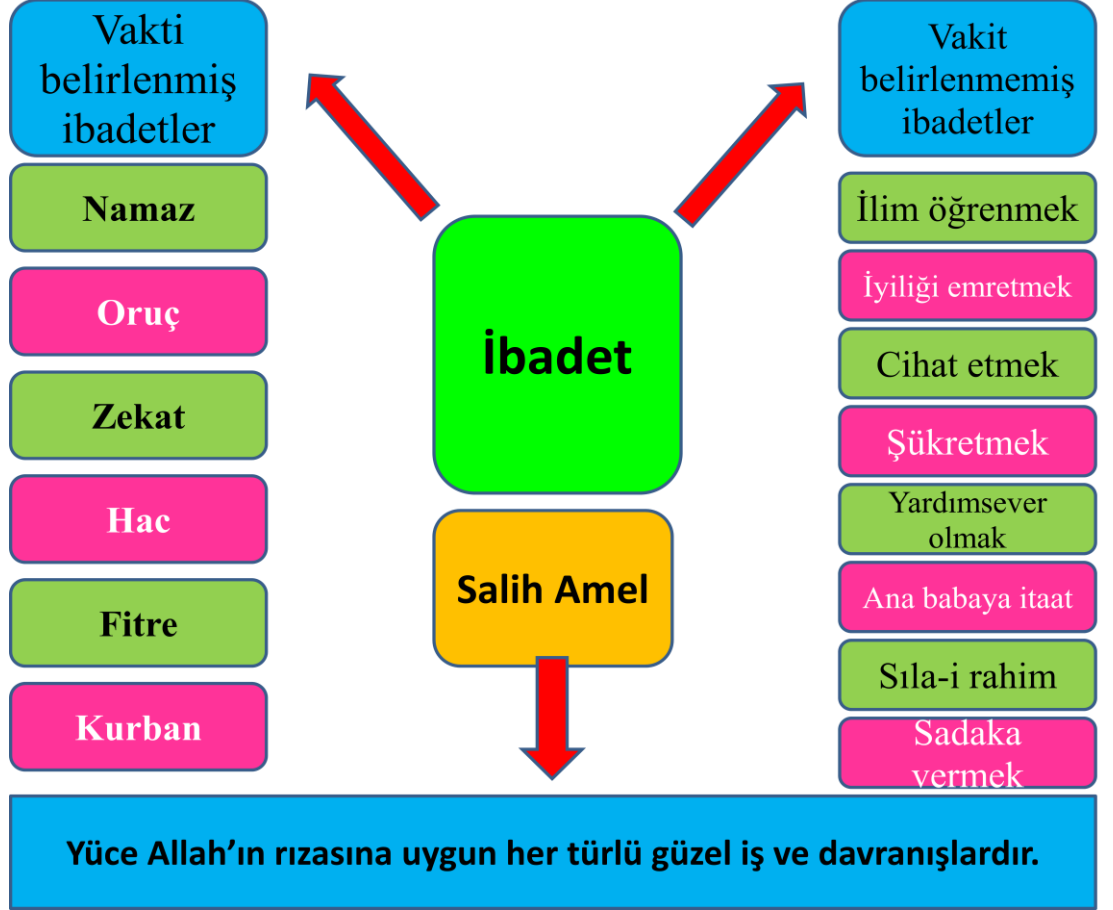 Vakti
belirlenmiş
ibadetler
Namaz
Oruç
Zekat
Hac
Fitre
Kurban
İbadet
Salih Amel
Vakit
belirlenmemiş
ibadetler
İlim öğrenmek
İyiliği emretmek
Cihat etmek
Şükretmek
Yardımsever
olmak
Ana babaya itaat
Sıla-i rahim
Sadaka
vermek
Yüce Allah’ın rızasına uygun her türlü güzel iş ve davranışlardır.